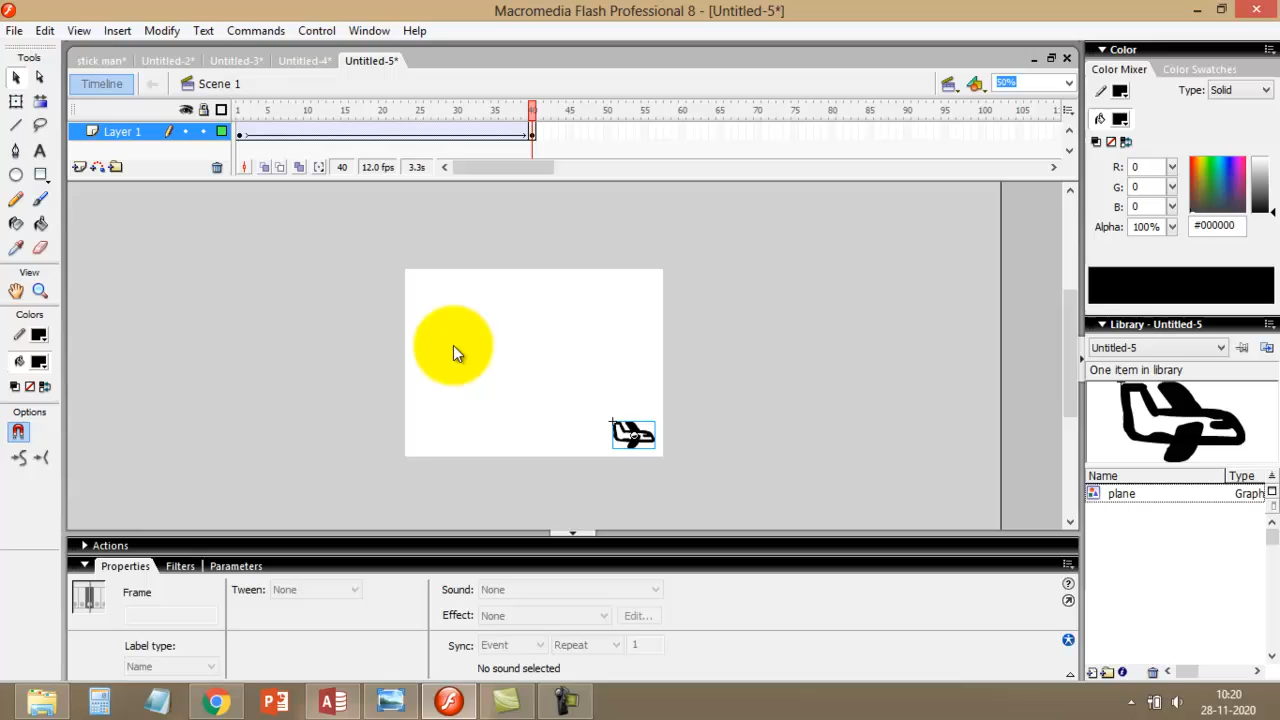 Macromedia Flash Professional 8 - [Untitled-5*]
File Edit View Insert Modify Text Commands Control Window Help
Tools
stick man* Untitled-2* Untitled-3* Untitled-4* Untitled-5*
Timeline Scene 1 50%
1 5 10 15 20 25 30 35 40 45 50 55 60 65 70 75 80 85 90 95 100 105
Layer 1
40 12.0 fps 3.3s
View
Colors
Options
Color
Color Mixer Color Swatches
Type: Solid
R: 0
G: 0
B: 0
Alpha: 100% #000000
Library - Untitled-5
Untitled-5
One item in library
Name Type
plane Graph
Actions
Properties Filters Parameters
Frame Tween: None Sound: None
Effect: None Edit...
Label type: Sync: Event Repeat 1
Name No sound selected
10:20
28-11-2020